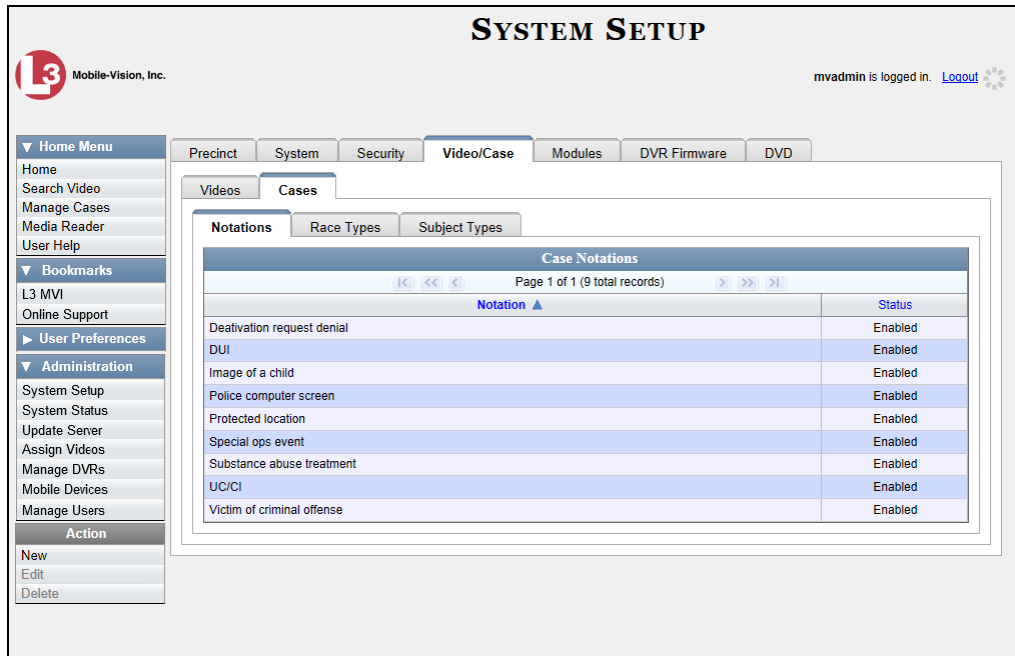 SYSTEM SETUP
L3 Mobile-Vision, Inc.
mvadmin is logged in. Logout
▼ Home Menu
Home
Search Video
Manage Cases
Media Reader
User Help
▼ Bookmarks
L3 MVI
Online Support
▶ User Preferences
▼ Administration
System Setup
System Status
Update Server
Assign Videos
Manage DVRs
Mobile Devices
Manage Users
Action
New
Edit
Delete
Precinct System Security Video/Case Modules DVR Firmware DVD
Videos Cases
Notations Race Types Subject Types
Case Notations
Page 1 of 1 (9 total records)
Notation ▲ Status
Deativation request denial Enabled
DUI Enabled
Image of a child Enabled
Police computer screen Enabled
Protected location Enabled
Special ops event Enabled
Substance abuse treatment Enabled
UC/CI Enabled
Victim of criminal offense Enabled